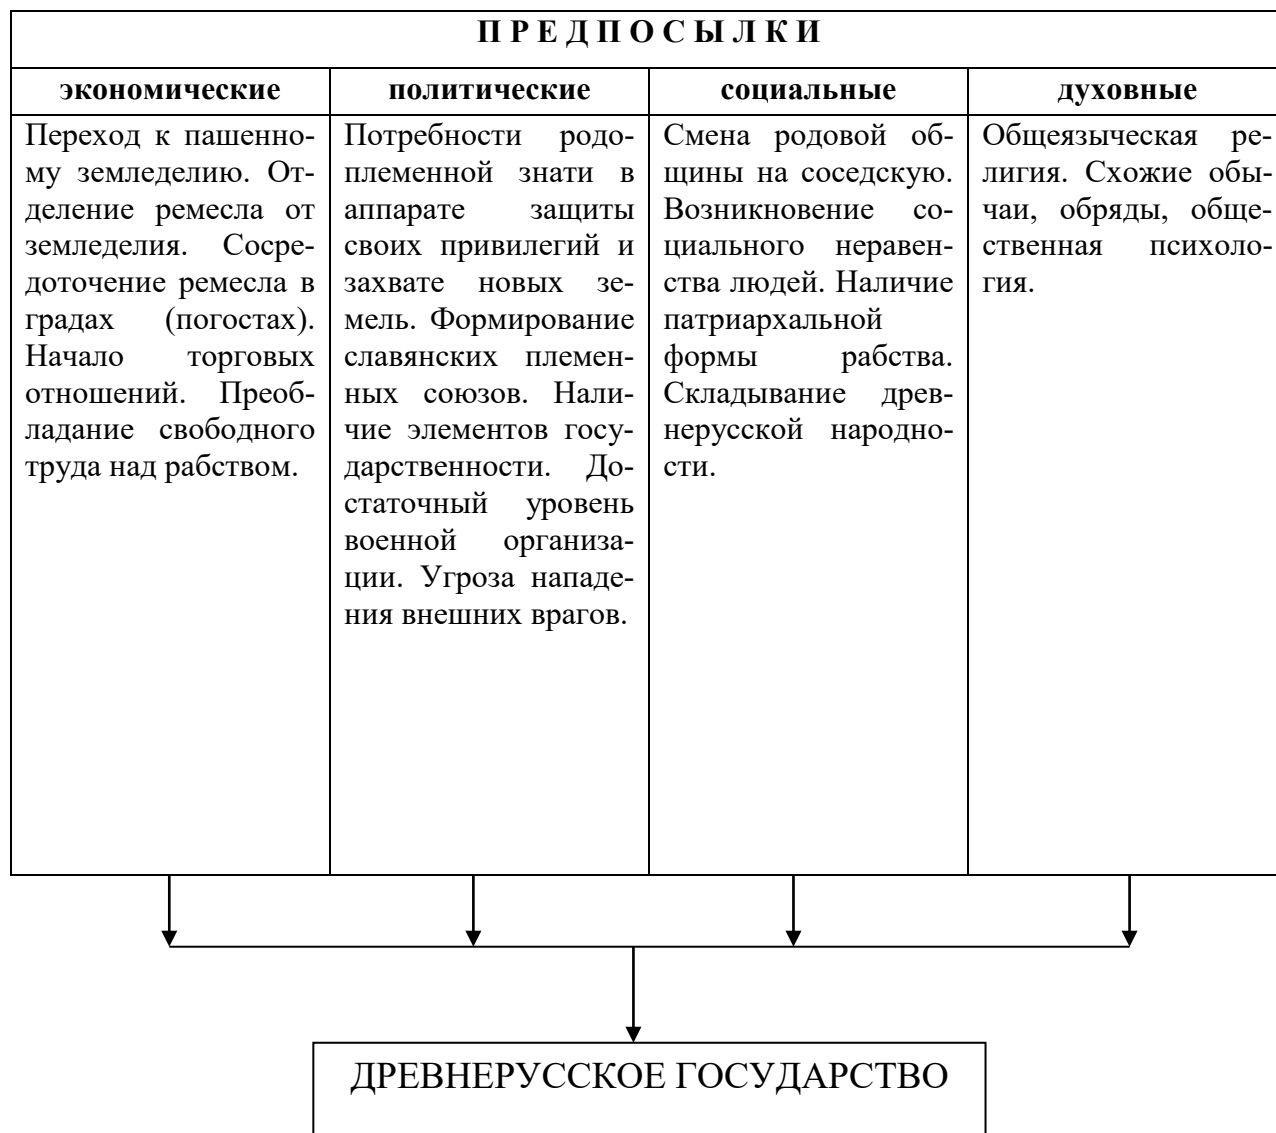 П Р Е Д П О С Ы Л К И
экономические
политические
социальные
духовные
Переход к пашенно-
му земледелию. От-
деление ремесла от
земледелия. Сосре-
доточение ремесла в
градах (погостах).
Начало торговых
отношений. Преоб-
ладание свободного
труда над рабством.
Потребности родо-
племенной знати в
аппарате защиты
своих привилегий и
захвате новых зе-
мель. Формирование
славянских племен-
ных союзов. Нали-
чие элементов госу-
дарственности. До-
статочный уровень
военной организа-
ции. Угроза нападе-
ния внешних врагов.
Смена родовой об-
щины на соседскую.
Возникновение со-
циального неравен-
ства людей. Наличие
патриархальной
формы рабства.
Складывание древ-
нерусской народно-
сти.
Общеязыческая ре-
лигия. Схожие обы-
чаи, обряды, обще-
ственная психоло-
гия.
ДРЕВНЕРУССКОЕ ГОСУДАРСТВО